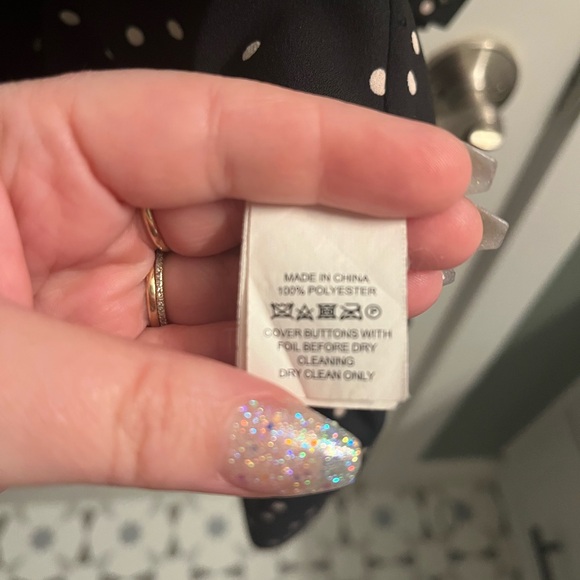 MADE IN CHINA
100% POLYESTER
P
COVER BUTTONS WITH
FOIL BEFORE DRY
CLEANING
DRY CLEAN ONLY